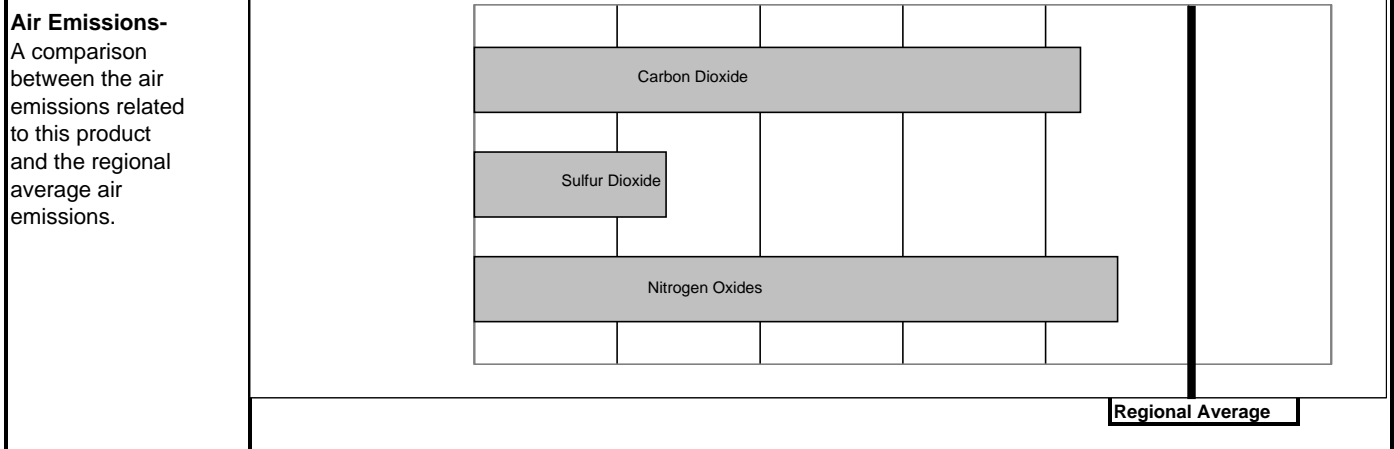 Air Emissions-
A comparison
between the air
emissions related
to this product
and the regional
average air
emissions.
Carbon Dioxide
Sulfur Dioxide
Nitrogen Oxides
Regional Average